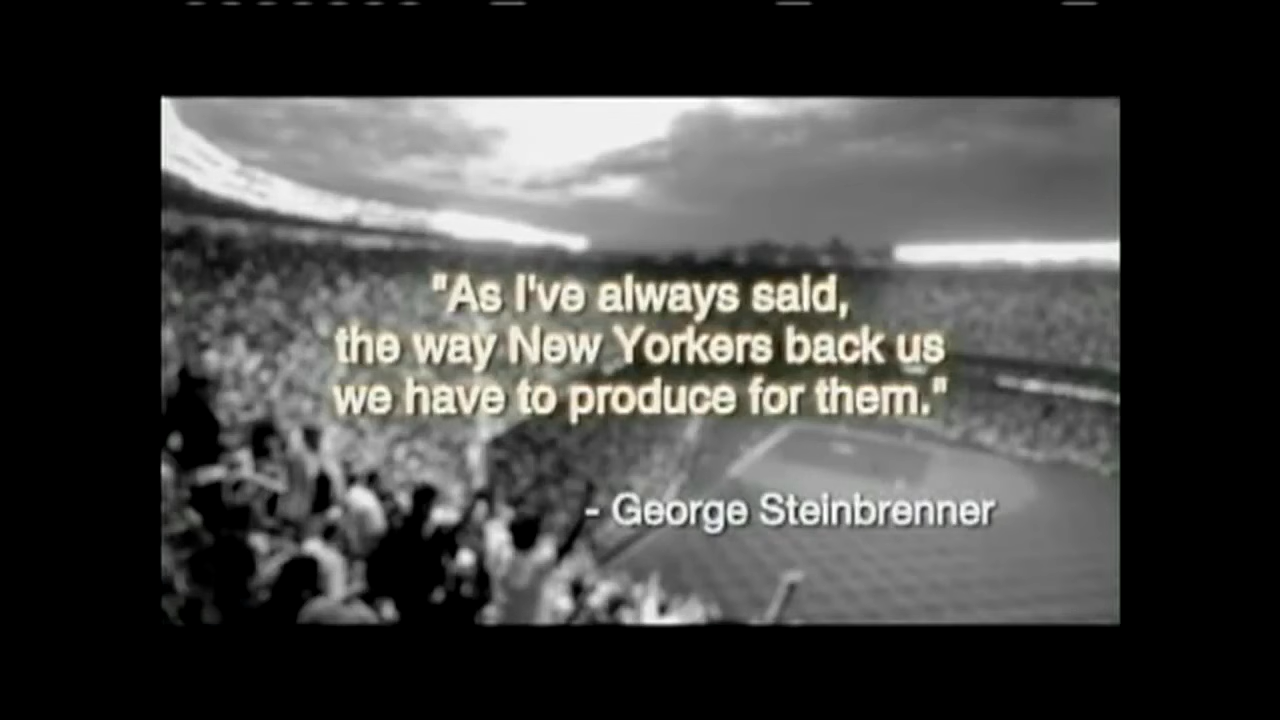 "As I've always said,
the way New Yorkers back us
we have to produce for them."
- George Steinbrenner